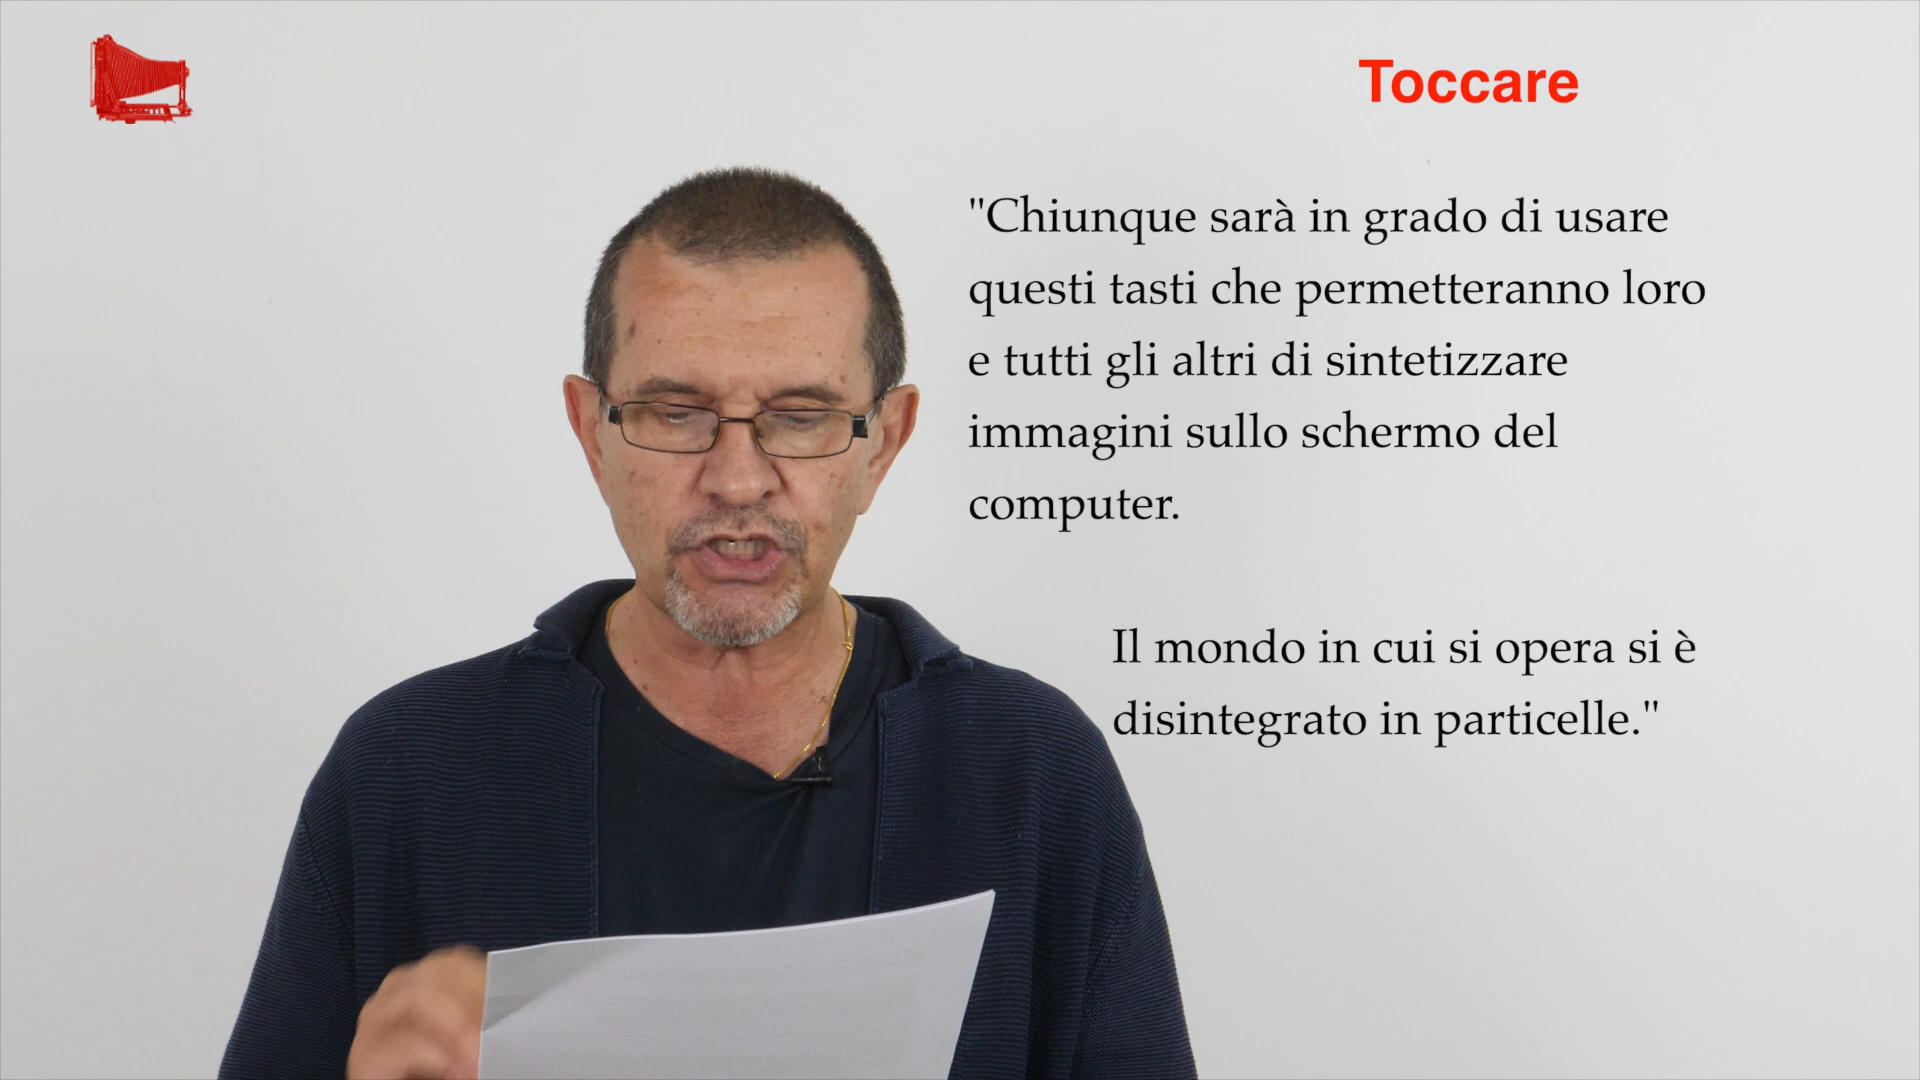 Toccare
"Chiunque sarà in grado di usare
questi tasti che permetteranno loro
e tutti gli altri di sintetizzare
immagini sullo schermo del
computer.
Il mondo in cui si opera si è
disintegrato in particelle."